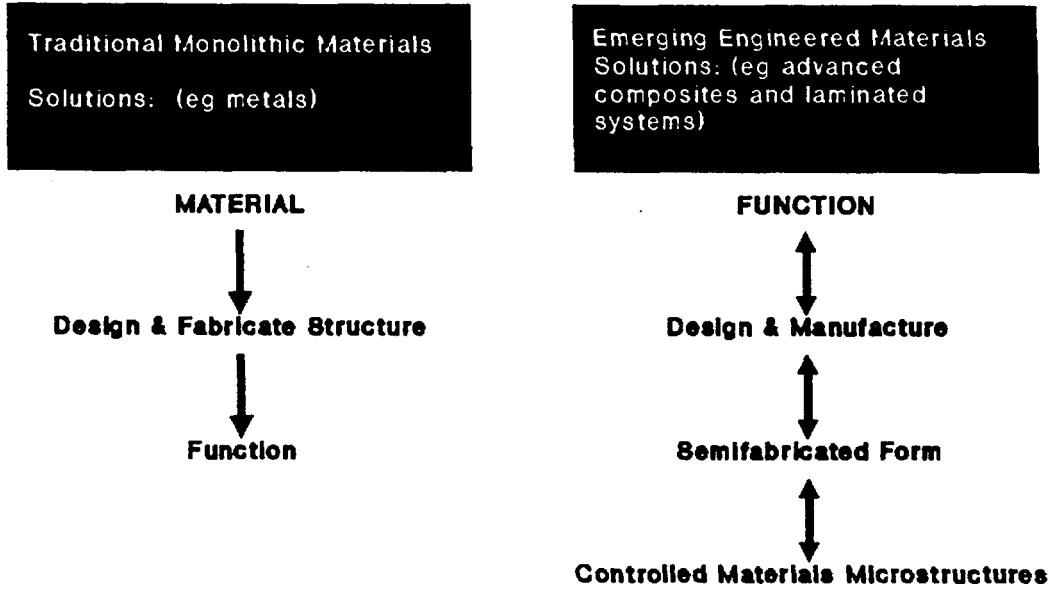 Traditional Monolithic Materials
Solutions: (eg metals)
MATERIAL
Design & Fabricate Structure
Function
Emerging Engineered Materials
Solutions: (eg advanced
composites and laminated
systems)
FUNCTION
Design & Manufacture
Semifabricated Form
Controlled Materials Microstructures